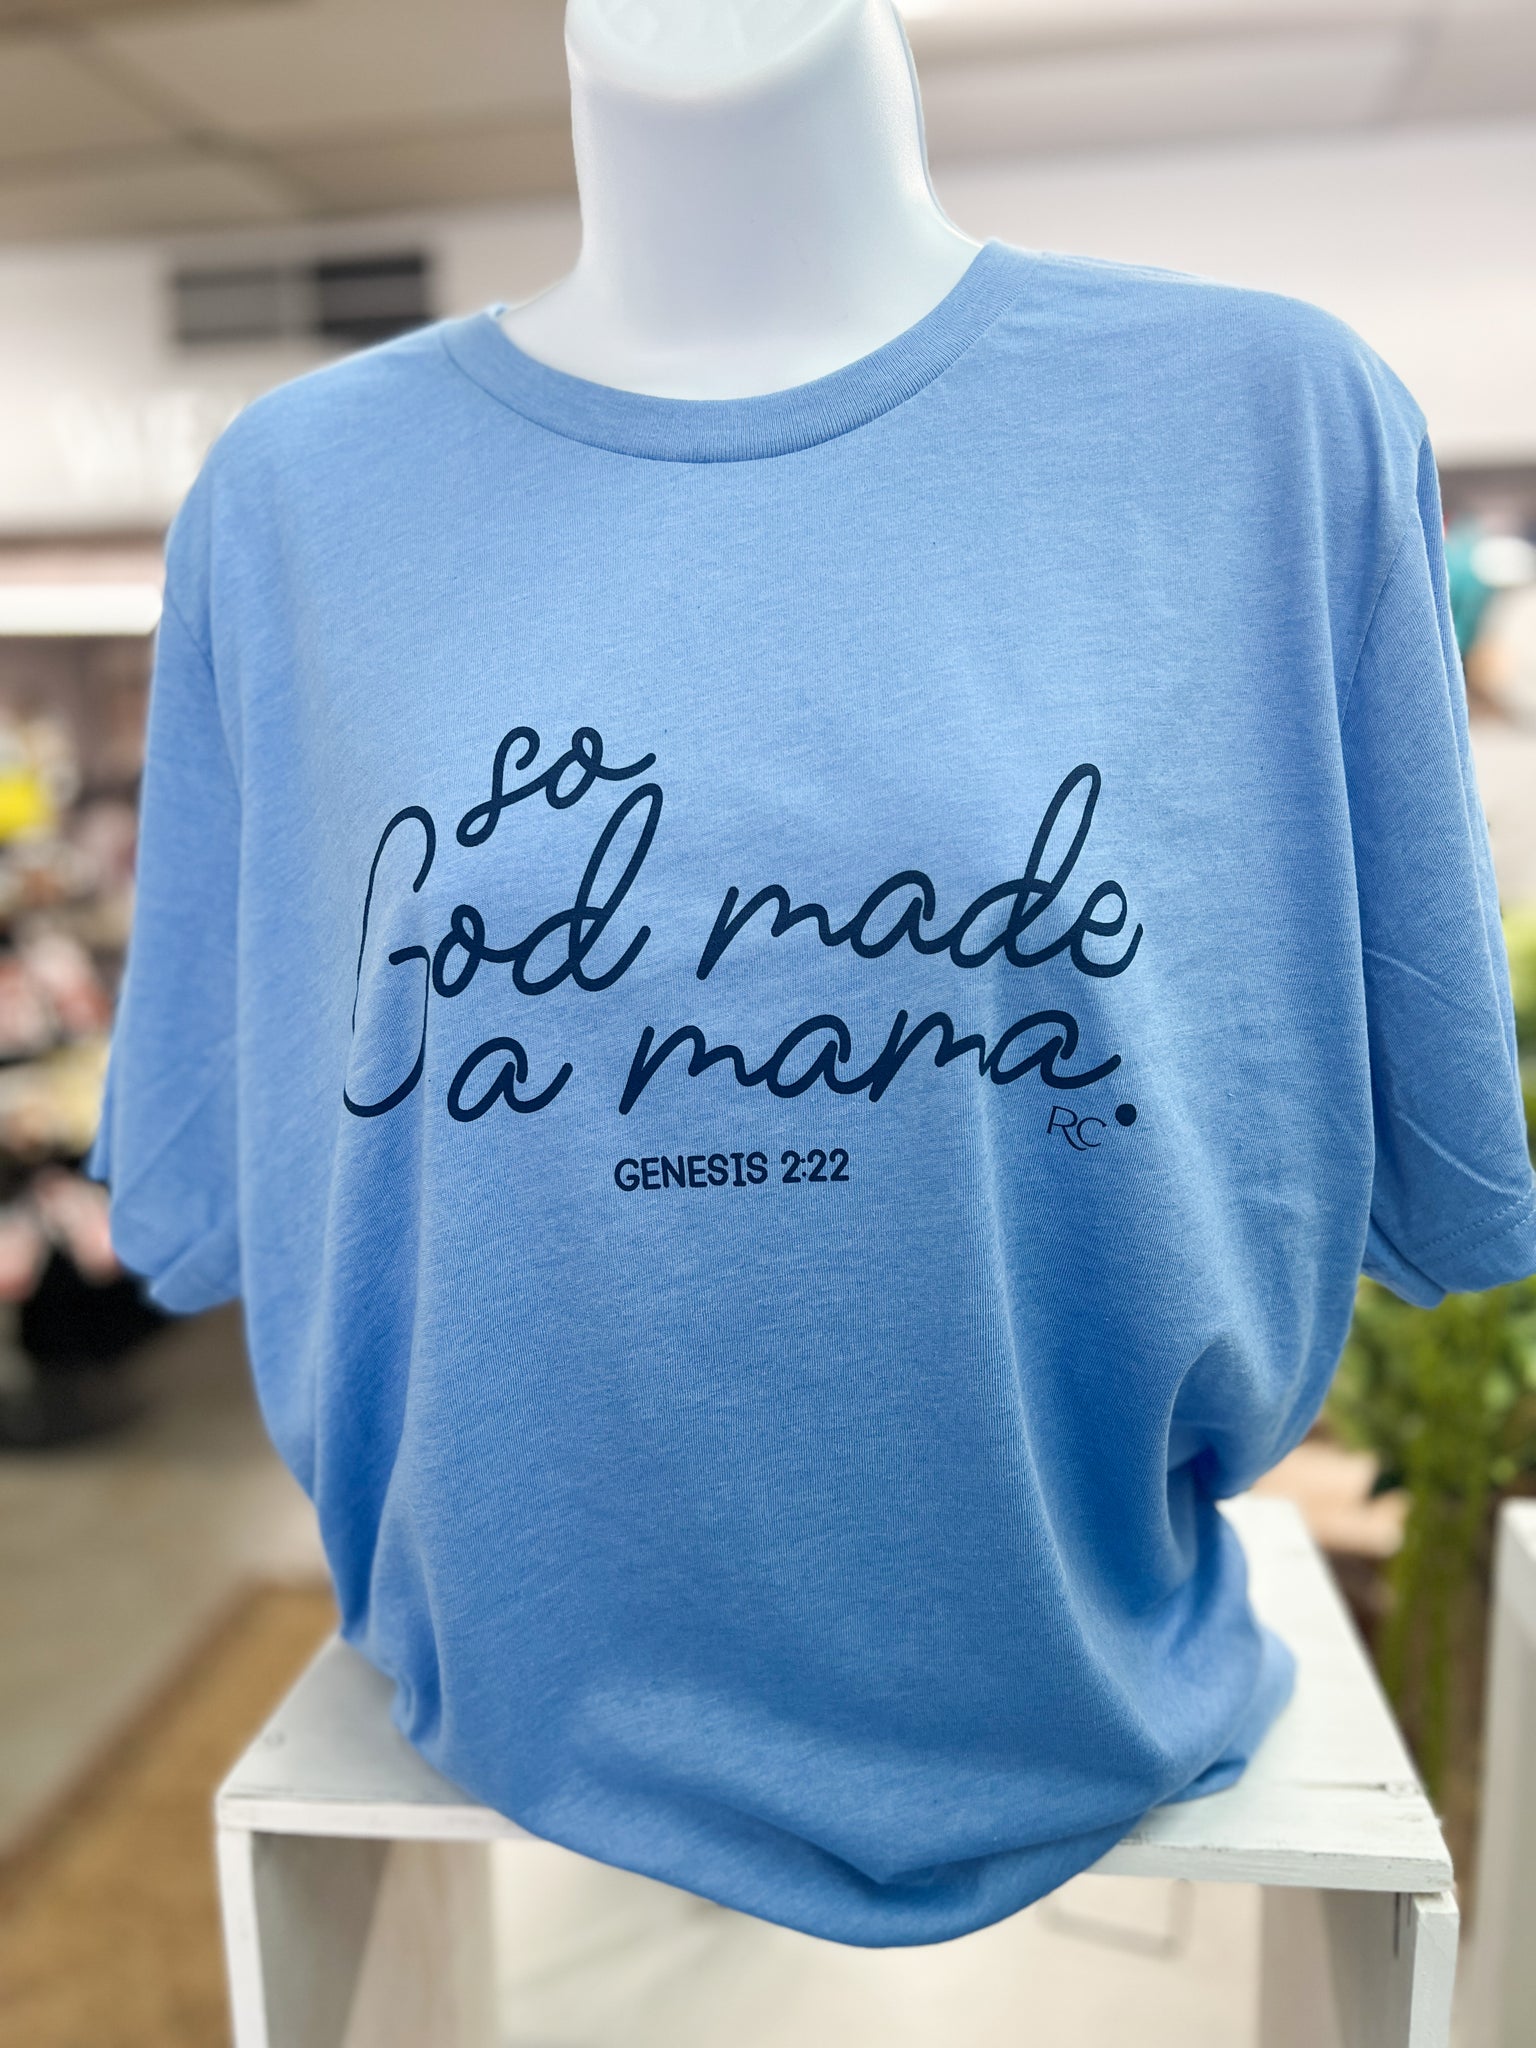 so
God made
a mama
RC
GENESIS 2:22